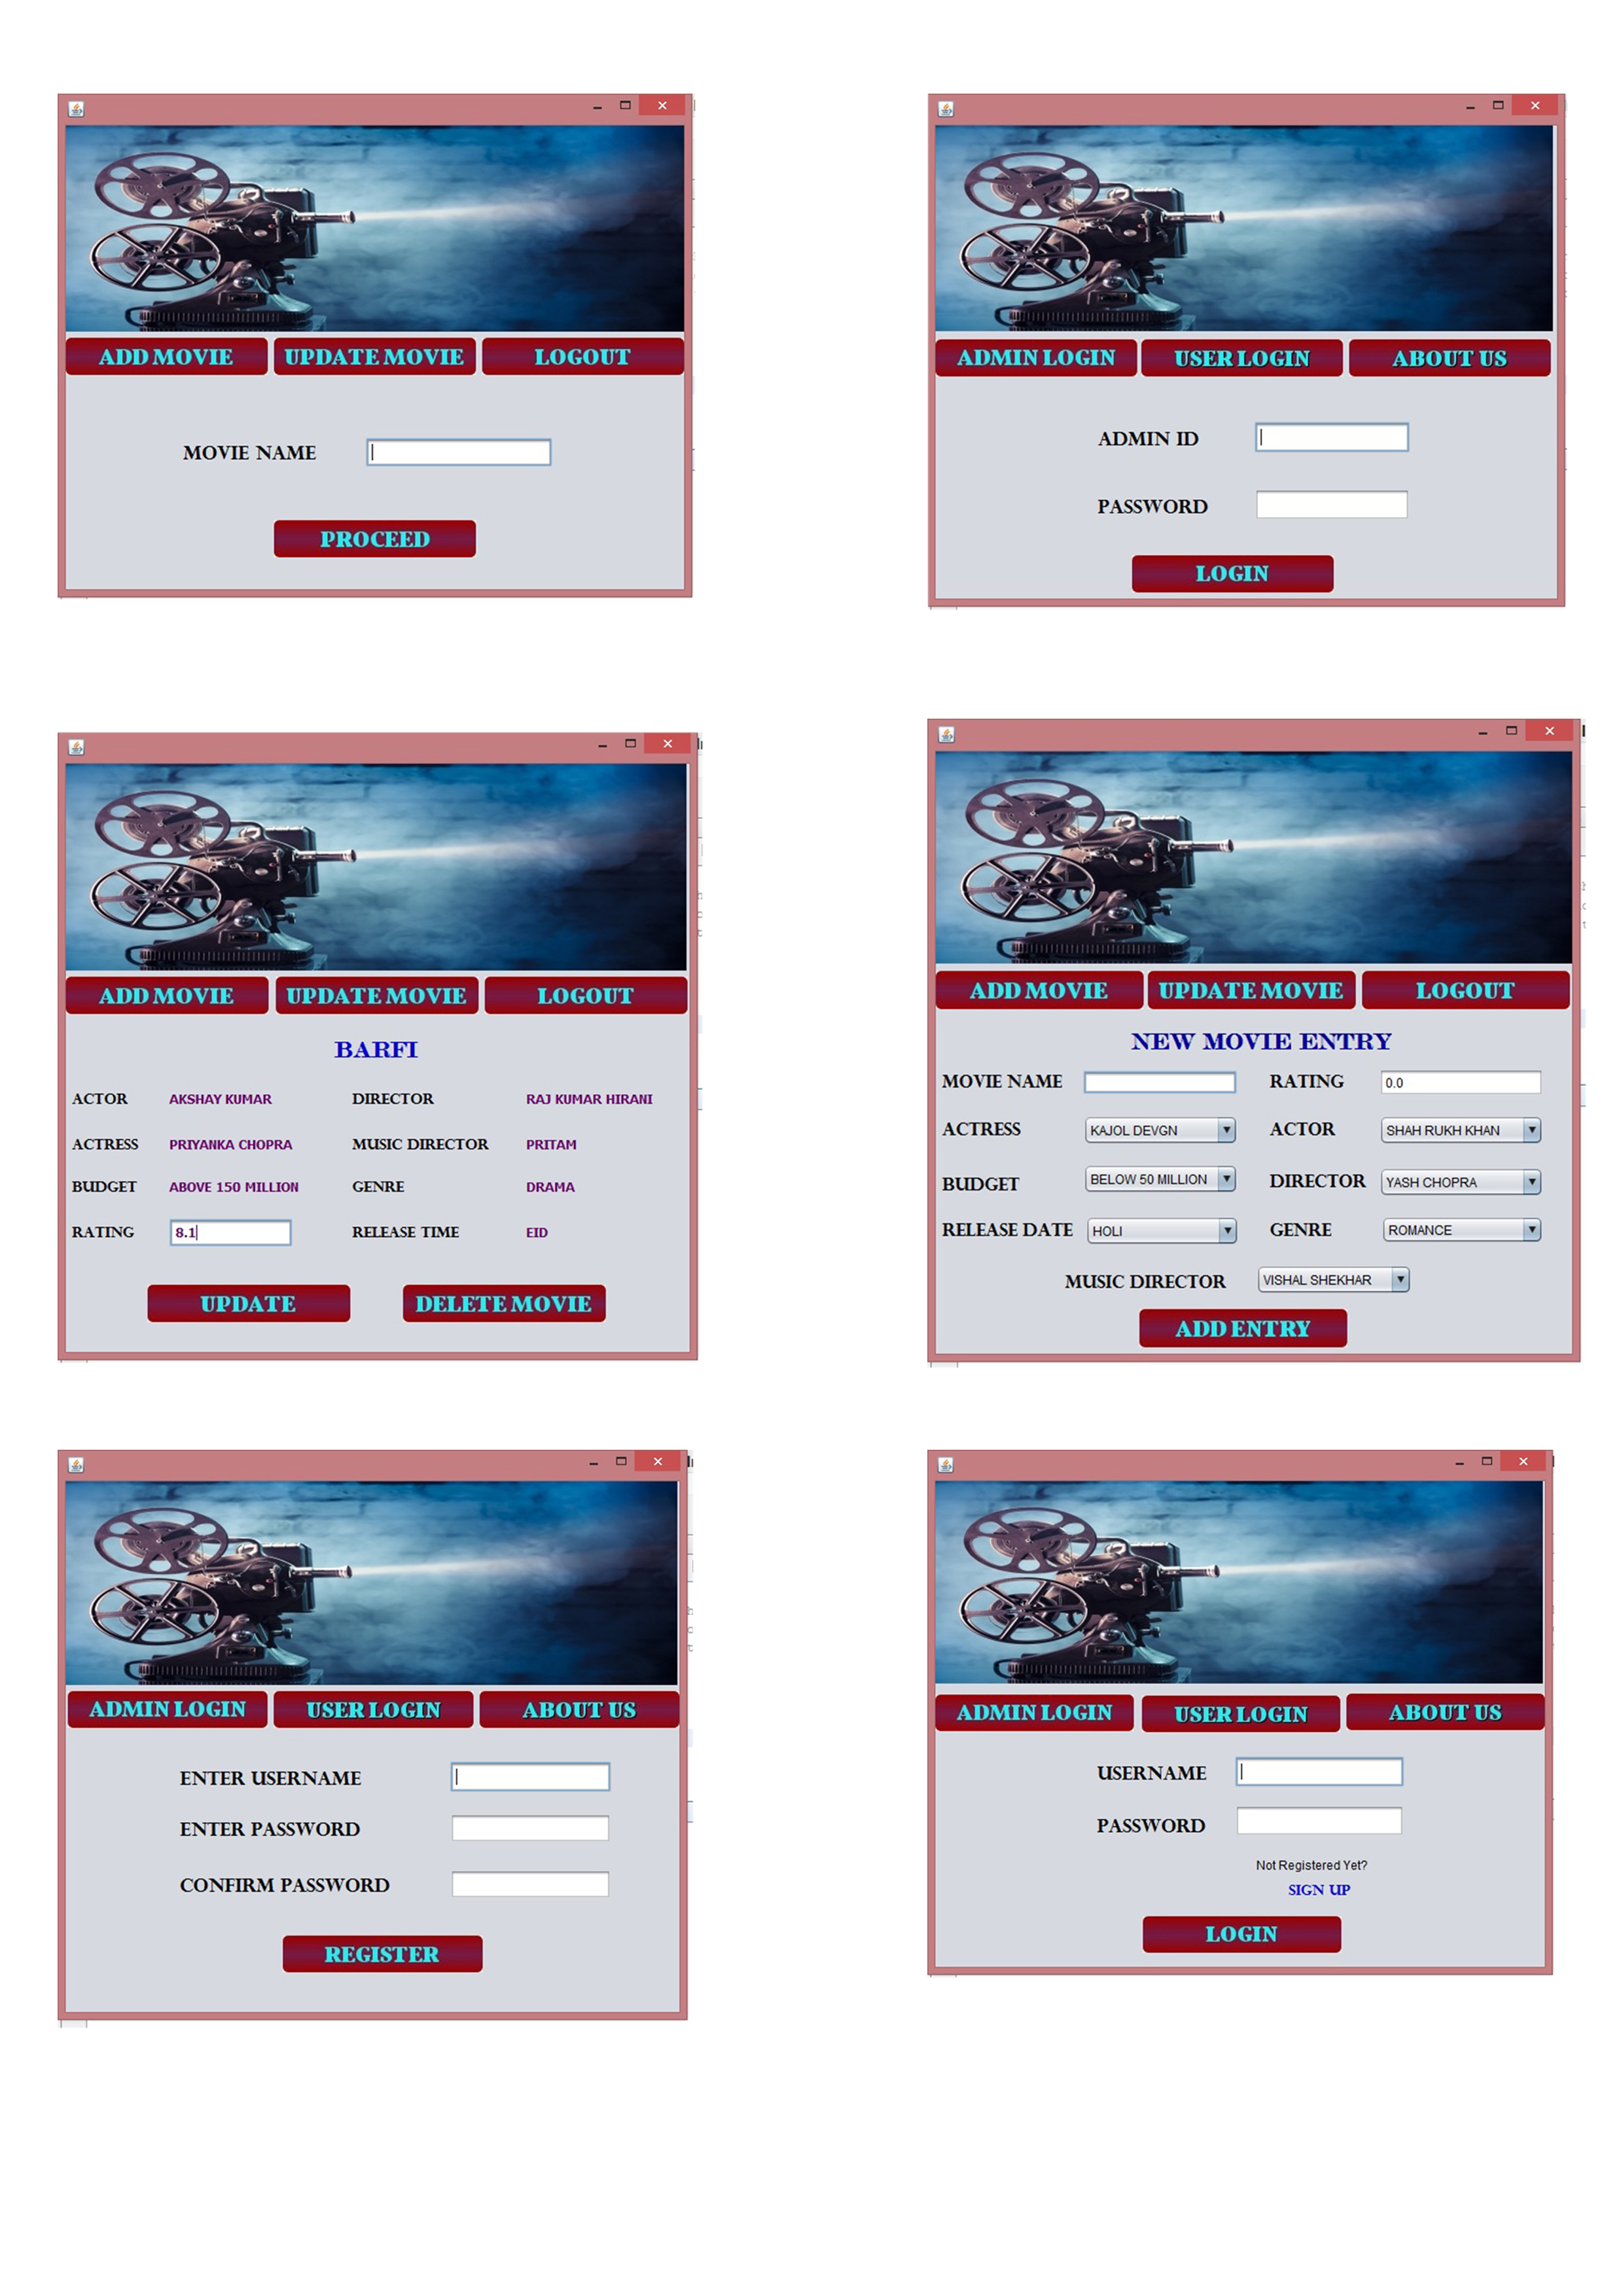 ADD MOVIE UPDATE MOVIE LOGOUT
MOVIE NAME
PROCEED
ADMIN LOGIN USER LOGIN ABOUT US
ADMIN ID
PASSWORD
LOGIN
ADD MOVIE UPDATE MOVIE LOGOUT
BARFI
ACTOR AKSHAY KUMAR DIRECTOR RAJ KUMAR HIRANI
ACTRESS PRIYANKA CHOPRA MUSIC DIRECTOR PRITAM
BUDGET ABOVE 150 MILLION GENRE DRAMA
RATING 8.1 RELEASE TIME EID
UPDATE DELETE MOVIE
ADD MOVIE UPDATE MOVIE LOGOUT
NEW MOVIE ENTRY
MOVIE NAME RATING 0.0
ACTRESS KAJOL DEVGN ACTOR SHAH RUKH KHAN
BUDGET BELOW 50 MILLION DIRECTOR YASH CHOPRA
RELEASE DATE HOLI GENRE ROMANCE
MUSIC DIRECTOR VISHAL SHEKHAR
ADD ENTRY
ADMIN LOGIN USER LOGIN ABOUT US
ENTER USERNAME
ENTER PASSWORD
CONFIRM PASSWORD
REGISTER
ADMIN LOGIN USER LOGIN ABOUT US
USERNAME
PASSWORD
Not Registered Yet?
SIGN UP
LOGIN